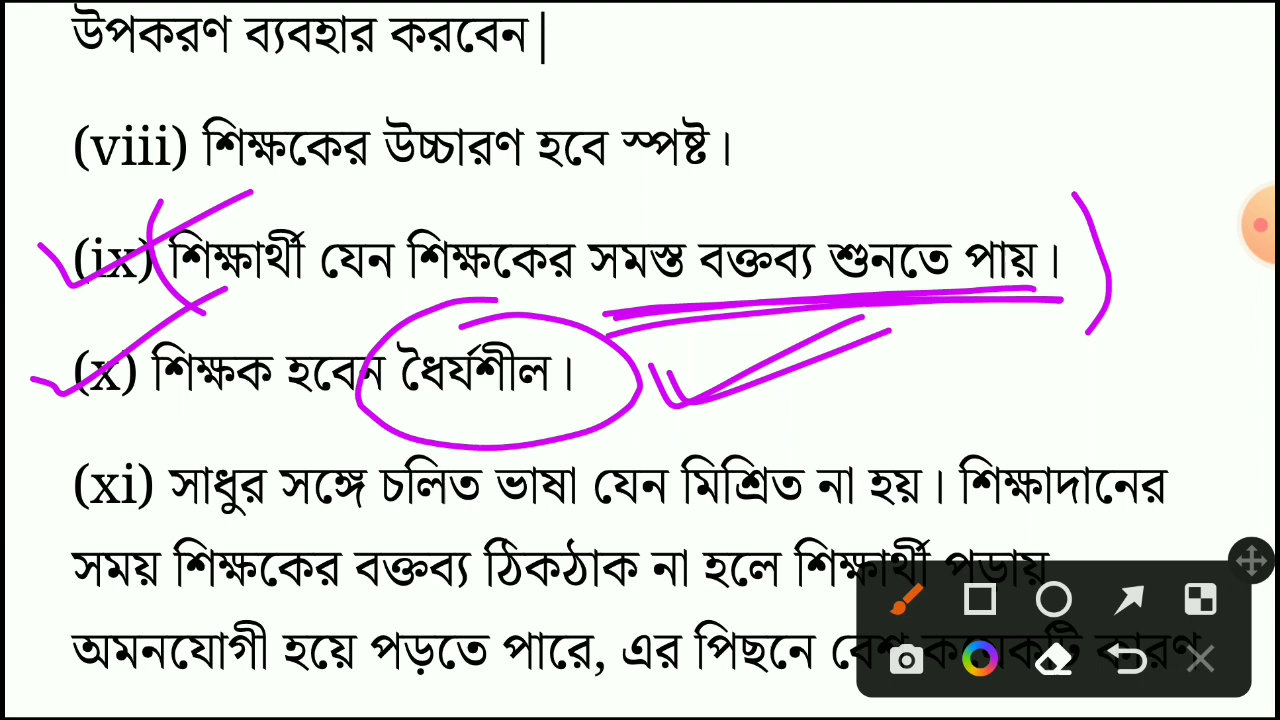 উপকরণ ব্যবহার করবেন|
(viii) শিক্ষকের উচ্চারণ হবে স্পষ্ট।
(ix) শিক্ষার্থী যেন শিক্ষকের সমস্ত বক্তব্য শুনতে পায়।
(x) শিক্ষক হবেন ধৈর্যশীল।
(xi) সাধুর সঙ্গে চলিত ভাষা যেন মিশ্রিত না হয়। শিক্ষাদানের
সময় শিক্ষকের বক্তব্য ঠিকঠাক না হলে শিক্ষার্থী পড়ায়
অমনযোগী হয়ে পড়তে পারে, এর পিছনে বেশ কয়েকটি কারণ